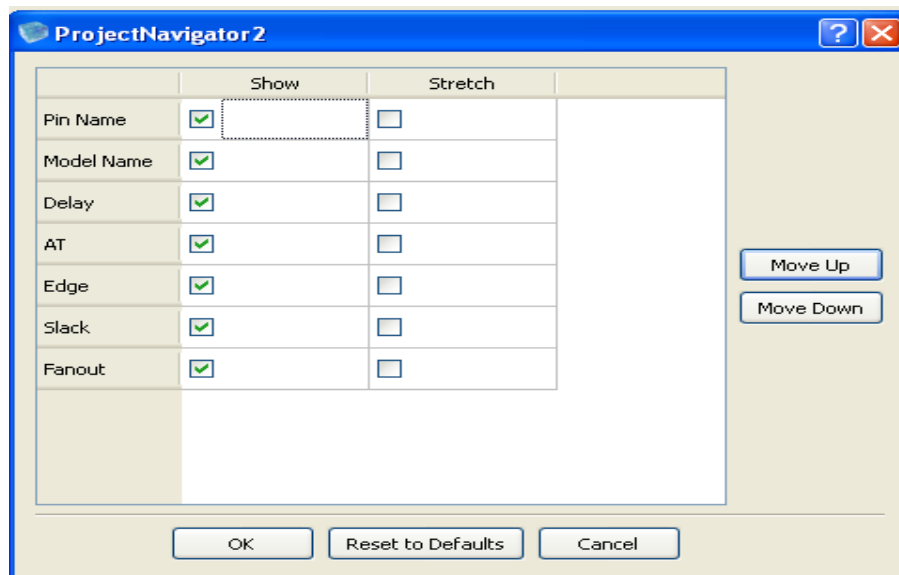 ProjectNavigator2
Show Stretch
Pin Name
Model Name
Delay
AT
Edge
Slack
Fanout
Move Up
Move Down
OK Reset to Defaults Cancel